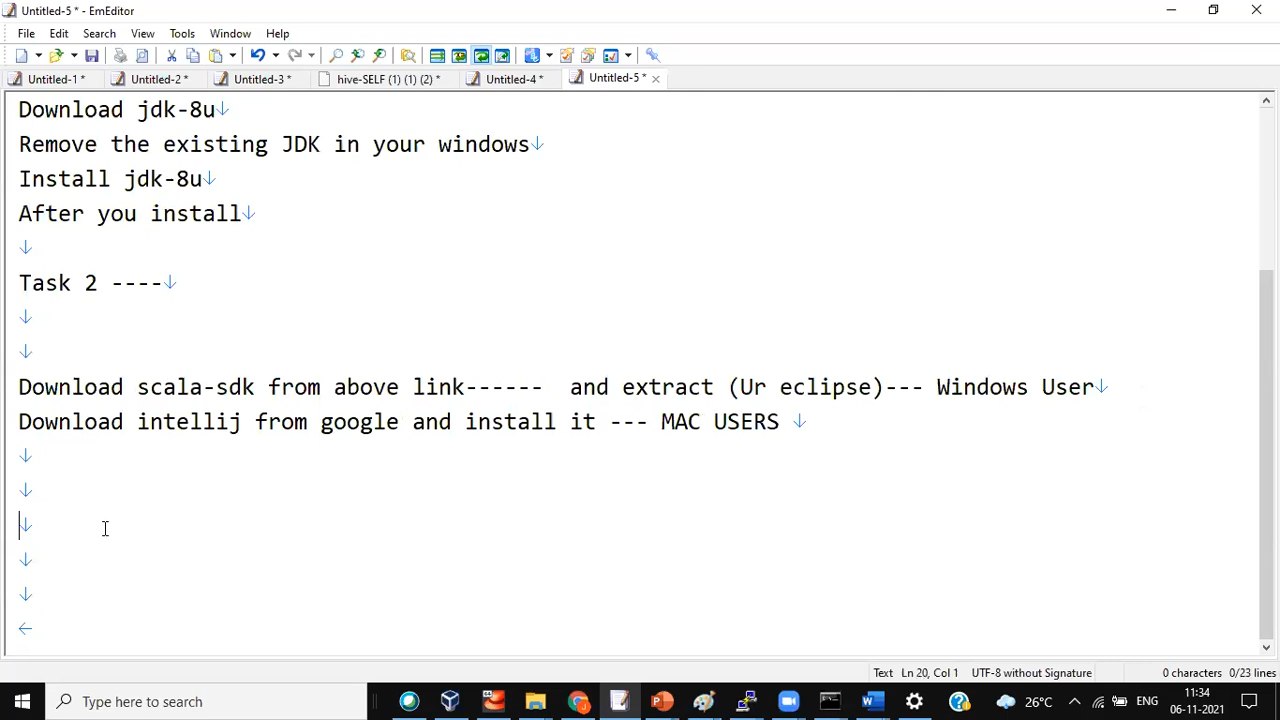 Untitled-5 * - EmEditor
File Edit Search View Tools Window Help
Untitled-1 * Untitled-2 * Untitled-3 * hive-SELF (1) (1) (2) * Untitled-4 * Untitled-5 *
Download jdk-8u
Remove the existing JDK in your windows
Install jdk-8u
After you install
Task 2 ----
Download scala-sdk from above link------  and extract (Ur eclipse)--- Windows User
Download intellij from google and install it --- MAC USERS
Text Ln 20, Col 1 UTF-8 without Signature 0 characters 0/23 lines
Type here to search 26°C ENG 11:34
06-11-2021